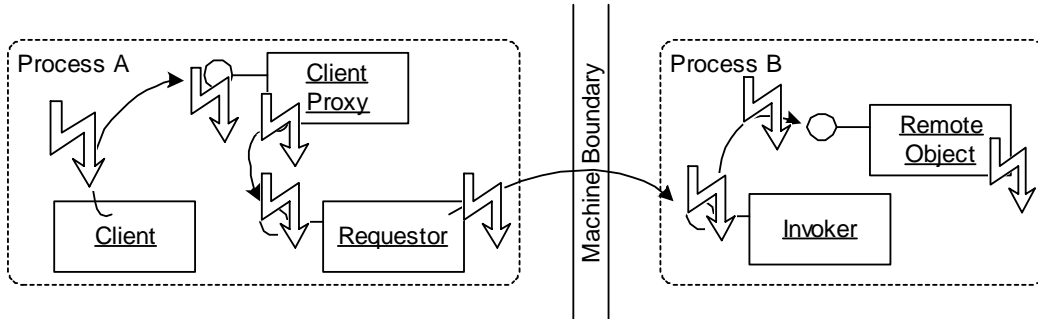 Process A
Client
Proxy
Client
Requestor
Machine Boundary
Process B
Remote
Object
Invoker